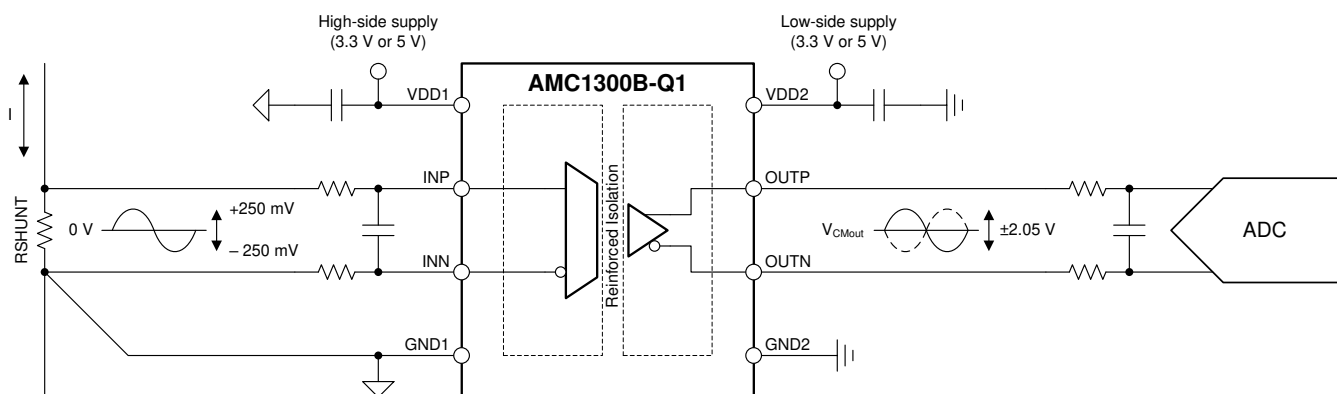 High-side supply
(3.3 V or 5 V)
Low-side supply
(3.3 V or 5 V)
AMC1300B-Q1
VDD1
VDD2
I
INP
OUTP
RSHUNT
0 V
+250 mV
– 250 mV
Reinforced Isolation
VCMout
±2.05 V
ADC
INN
OUTN
GND1
GND2